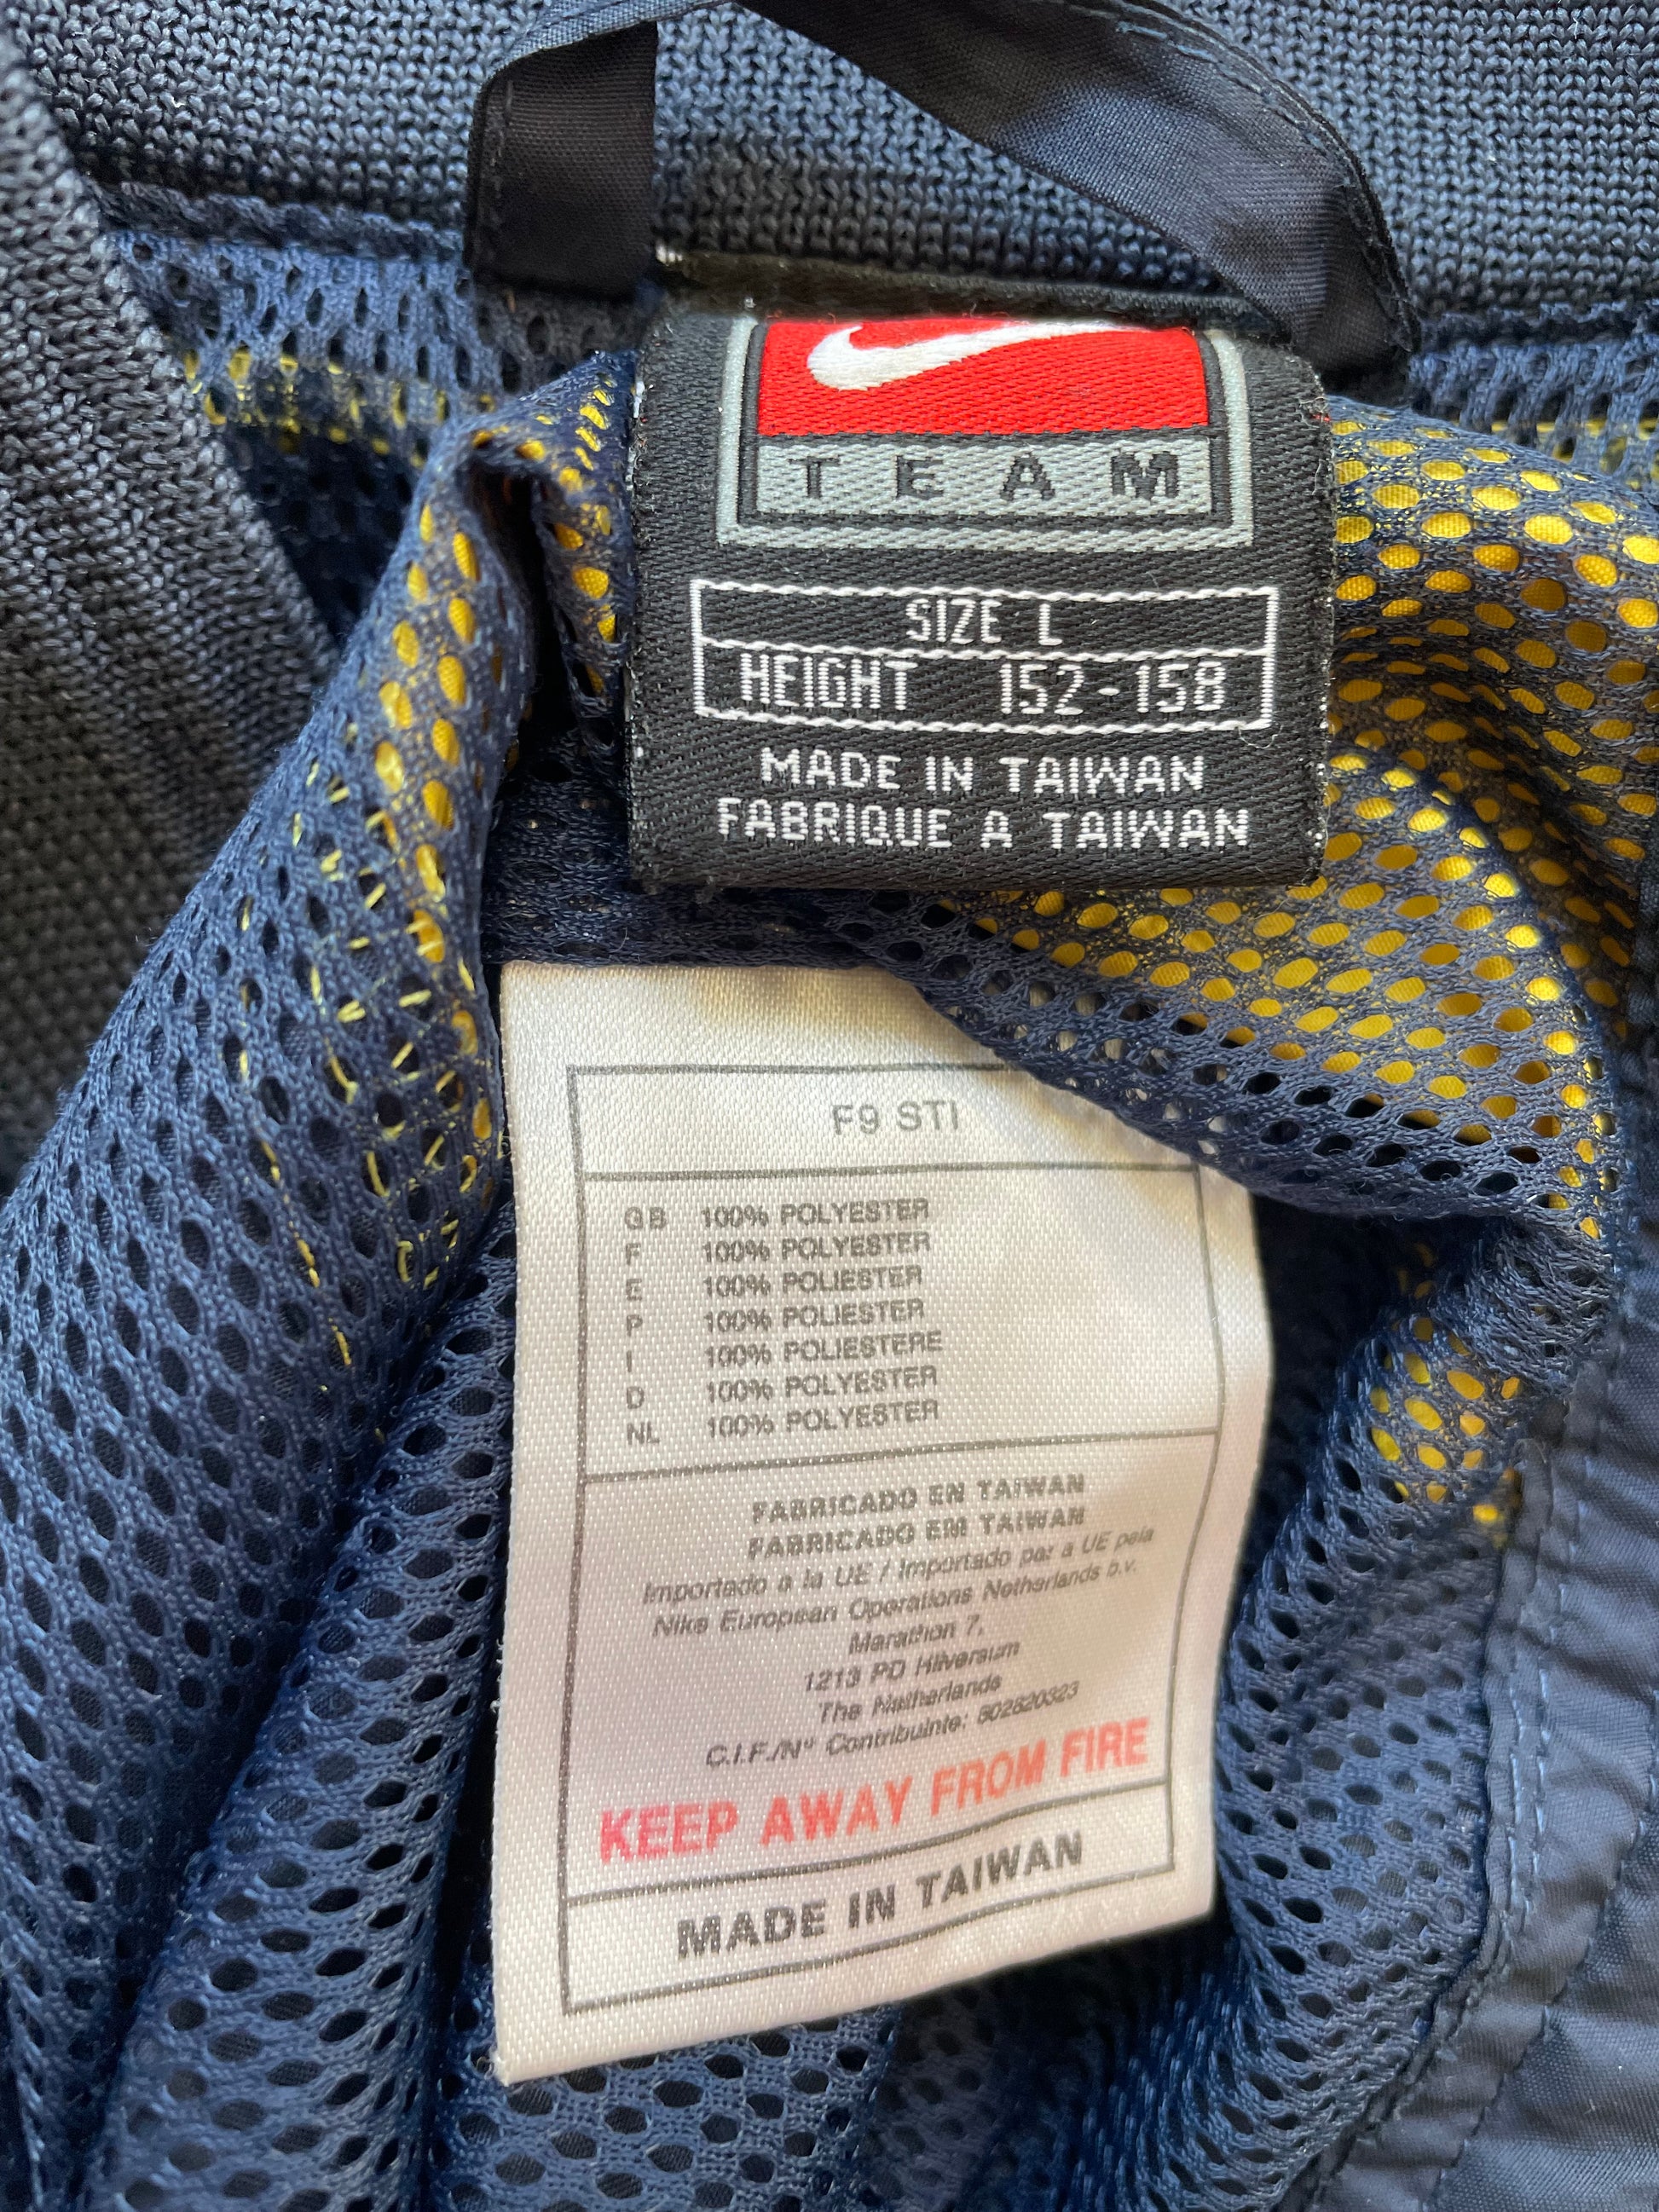 TEAM
SIZE L
HEIGHT 152-158
MADE IN TAIWAN
FABRIQUE A TAIWAN
F9 STI
GB 100% POLYESTER
F 100% POLYESTER
E 100% POLIESTER
P 100% POLIESTER
I 100% POLIESTERE
D 100% POLYESTER
NL 100% POLYESTER
FABRICADO EN TAIWAN
FABRICADO EM TAIWAN
Importado a la UE / Importado par a UE pela
Nike European Operations Netherlands b.v.
Marathon 7,
1213 PD Hilversum
The Netherlands
C.I.F./Nº Contribuinte: 602820323
KEEP AWAY FROM FIRE
MADE IN TAIWAN